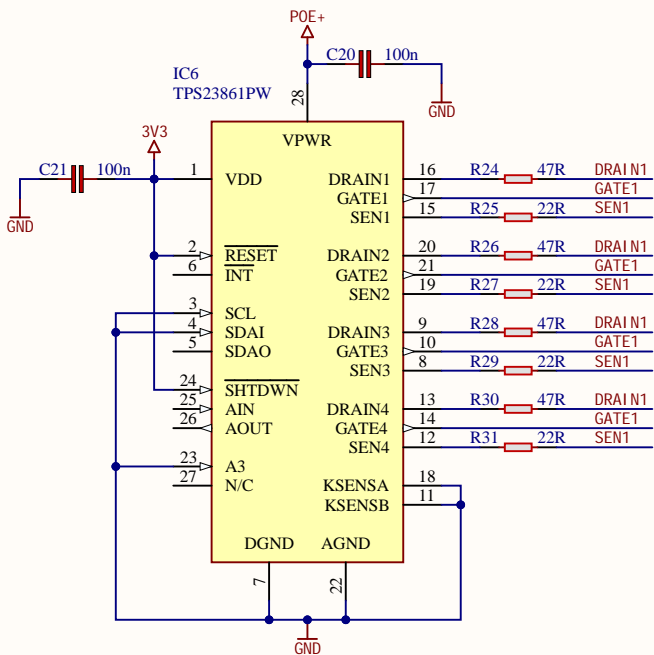 POE+
C20 100n
GND
IC6
TPS23861PW
28
VPWR
3V3
C21 100n
GND
1 VDD
2 RESET
6 INT
3 SCL
4 SDAI
5 SDAO
24 SHTDWN
25 AIN
26 AOUT
23 A3
27 N/C
DRAIN1 16 R24 47R DRAIN1
GATE1 17 GATE1
SEN1 15 R25 22R SEN1
DRAIN2 20 R26 47R DRAIN1
GATE2 21 GATE1
SEN2 19 R27 22R SEN1
DRAIN3 9 R28 47R DRAIN1
GATE3 10 GATE1
SEN3 8 R29 22R SEN1
DRAIN4 13 R30 47R DRAIN1
GATE4 14 GATE1
SEN4 12 R31 22R SEN1
KSENSA 18
KSENSB 11
DGND AGND
7 22
GND